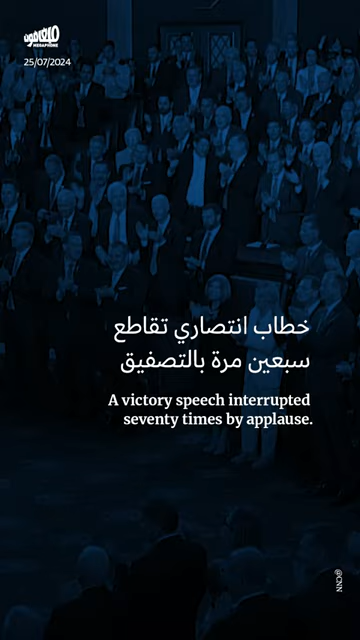 ميغافون
MEGAPHONE
25/07/2024
خطاب انتصاري تقاطع
سبعين مرة بالتصفيق
A victory speech interrupted
seventy times by applause.
@CNN